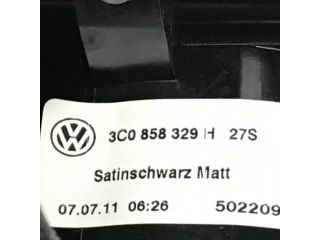 3C0 858 329 H 27S
Satinschwarz Matt
07.07.11 06:26 502209